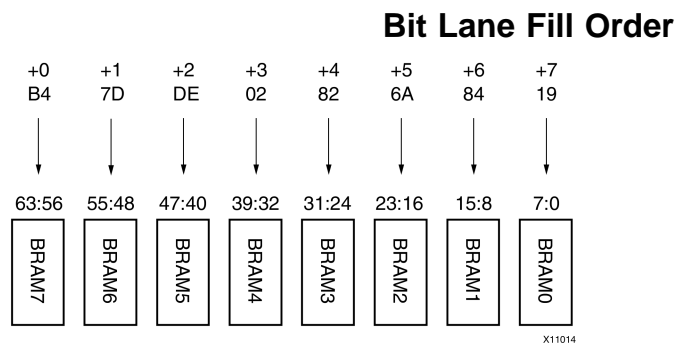 Bit Lane Fill Order
+0 +1 +2 +3 +4 +5 +6 +7
B4 7D DE 02 82 6A 84 19
63:56 55:48 47:40 39:32 31:24 23:16 15:8 7:0
BRAM7 BRAM6 BRAM5 BRAM4 BRAM3 BRAM2 BRAM1 BRAM0
X11014